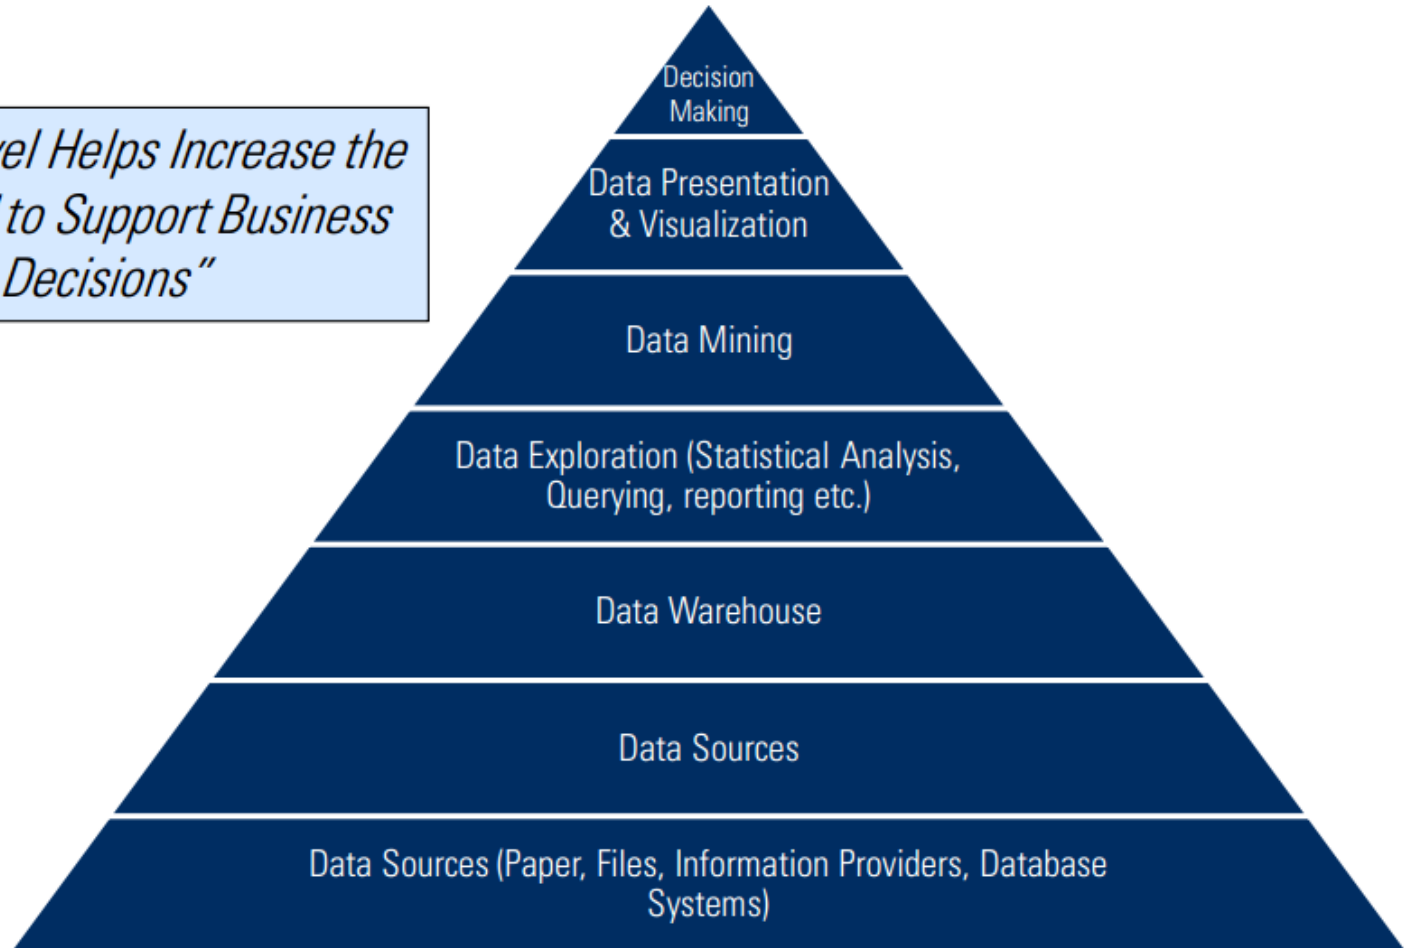 Decision
Making
Helps Increase the
to Support Business
Decisions"
Data Presentation
& Visualization
Data Mining
Data Exploration (Statistical Analysis,
Querying, reporting etc.)
Data Warehouse
Data Sources
Data Sources (Paper, Files, Information Providers, Database
Systems)